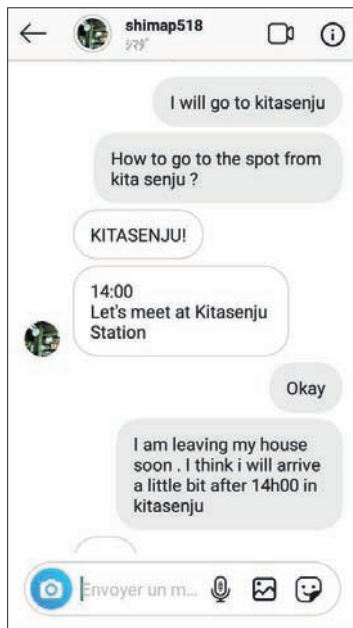 shimap518
ｼﾏﾀﾞ
I will go to kitasenju
How to go to the spot from
kita senju ?
KITASENJU!
14:00
Let's meet at Kitasenju
Station
Okay
I am leaving my house
soon . I think i will arrive
a little bit after 14h00 in
kitasenju
Envoyer un m...